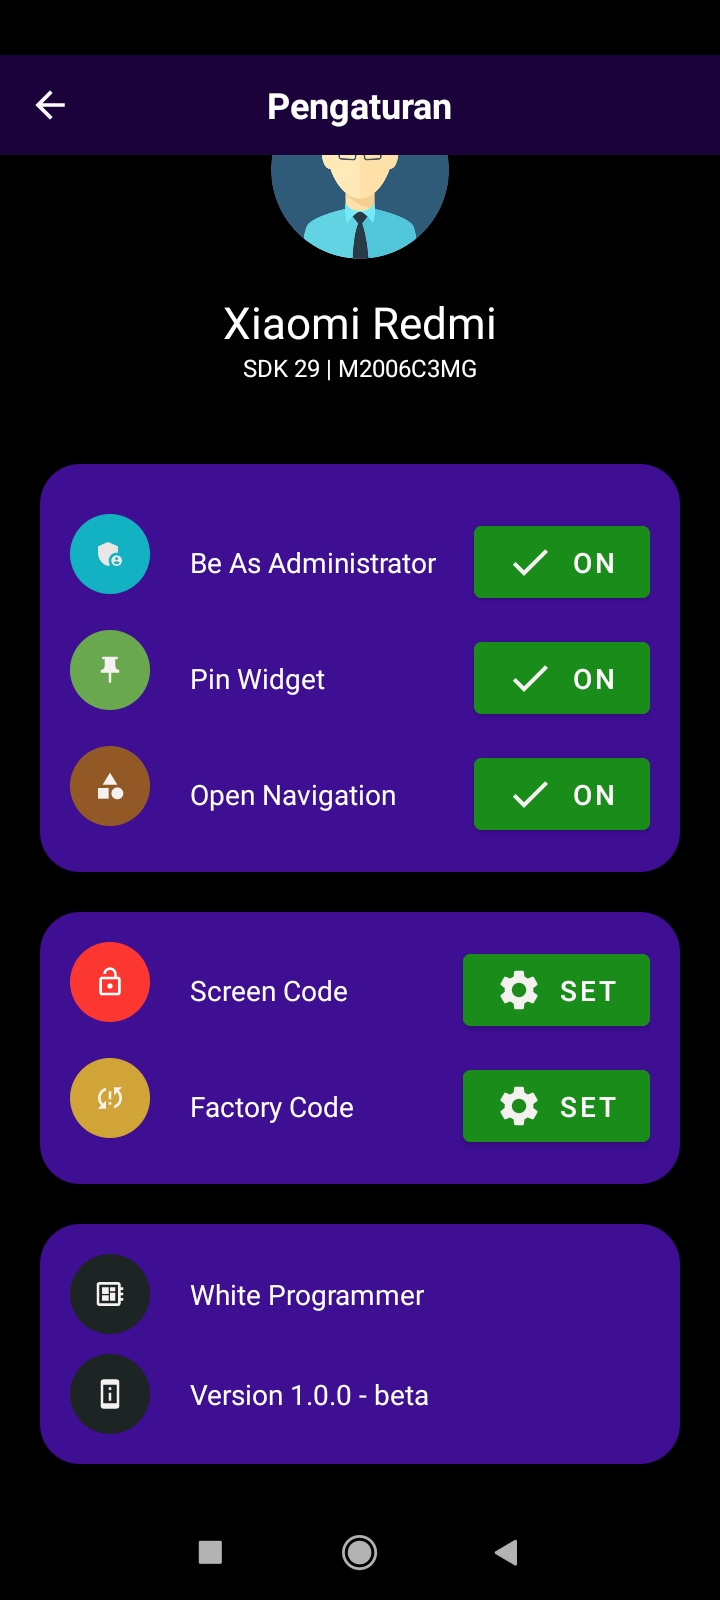 Pengaturan
Xiaomi Redmi
SDK 29 | M2006C3MG
Be As Administrator
ON
Pin Widget
ON
Open Navigation
ON
Screen Code
SET
Factory Code
SET
White Programmer
Version 1.0.0 - beta